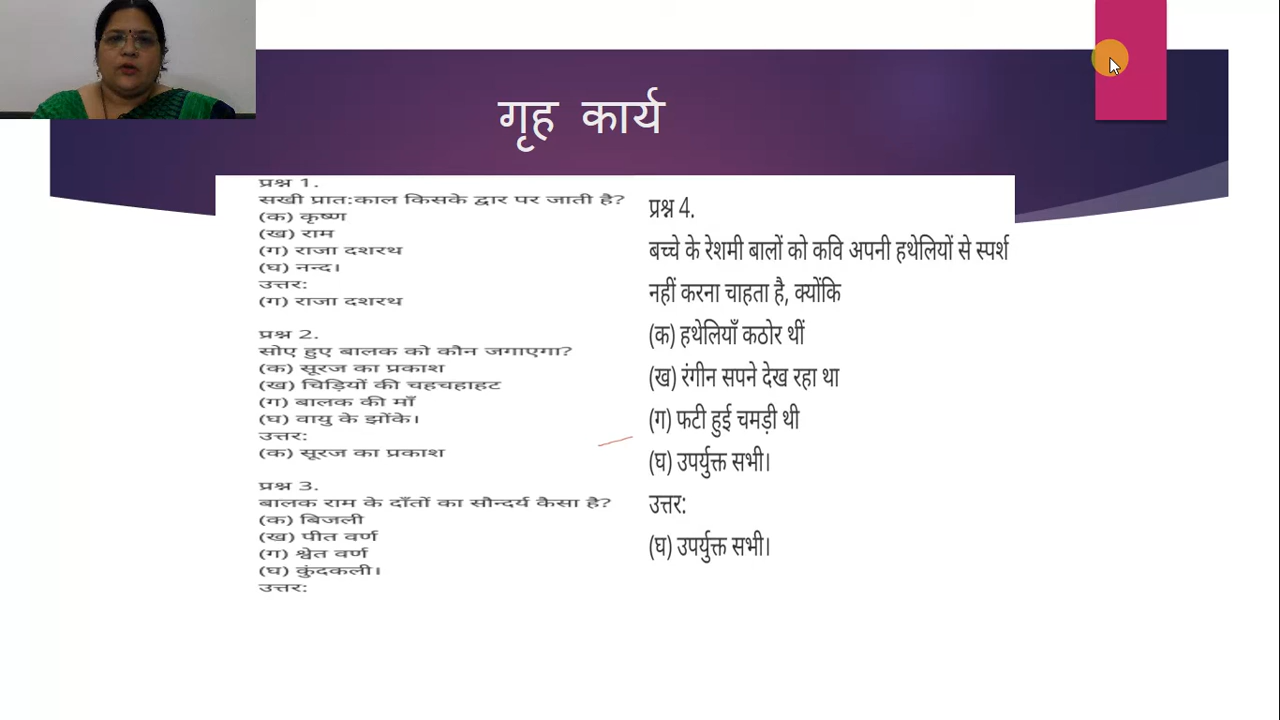 गृह कार्य
प्रश्न 1.
सखी प्रात:काल किसके द्वार पर जाती है?
(क) कृष्ण
(ख) राम
(ग) राजा दशरथ
(घ) नन्द।
उत्तर:
(ग) राजा दशरथ
प्रश्न 2.
सोए हुए बालक को कौन जगाएगा?
(क) सूरज का प्रकाश
(ख) चिड़ियों की चहचहाहट
(ग) बालक की माँ
(घ) वायु के झोंके।
उत्तर:
(क) सूरज का प्रकाश
प्रश्न 3.
बालक राम के दाँतों का सौन्दर्य कैसा है?
(क) बिजली
(ख) पीत वर्ण
(ग) श्वेत वर्ण
(घ) कुंदकली।
उत्तर:
प्रश्न 4.
बच्चे के रेशमी बालों को कवि अपनी हथेलियों से स्पर्श
नहीं करना चाहता है, क्योंकि
(क) हथेलियाँ कठोर थीं
(ख) रंगीन सपने देख रहा था
(ग) फटी हुई चमड़ी थी
(घ) उपर्युक्त सभी।
उत्तर:
(घ) उपर्युक्त सभी।